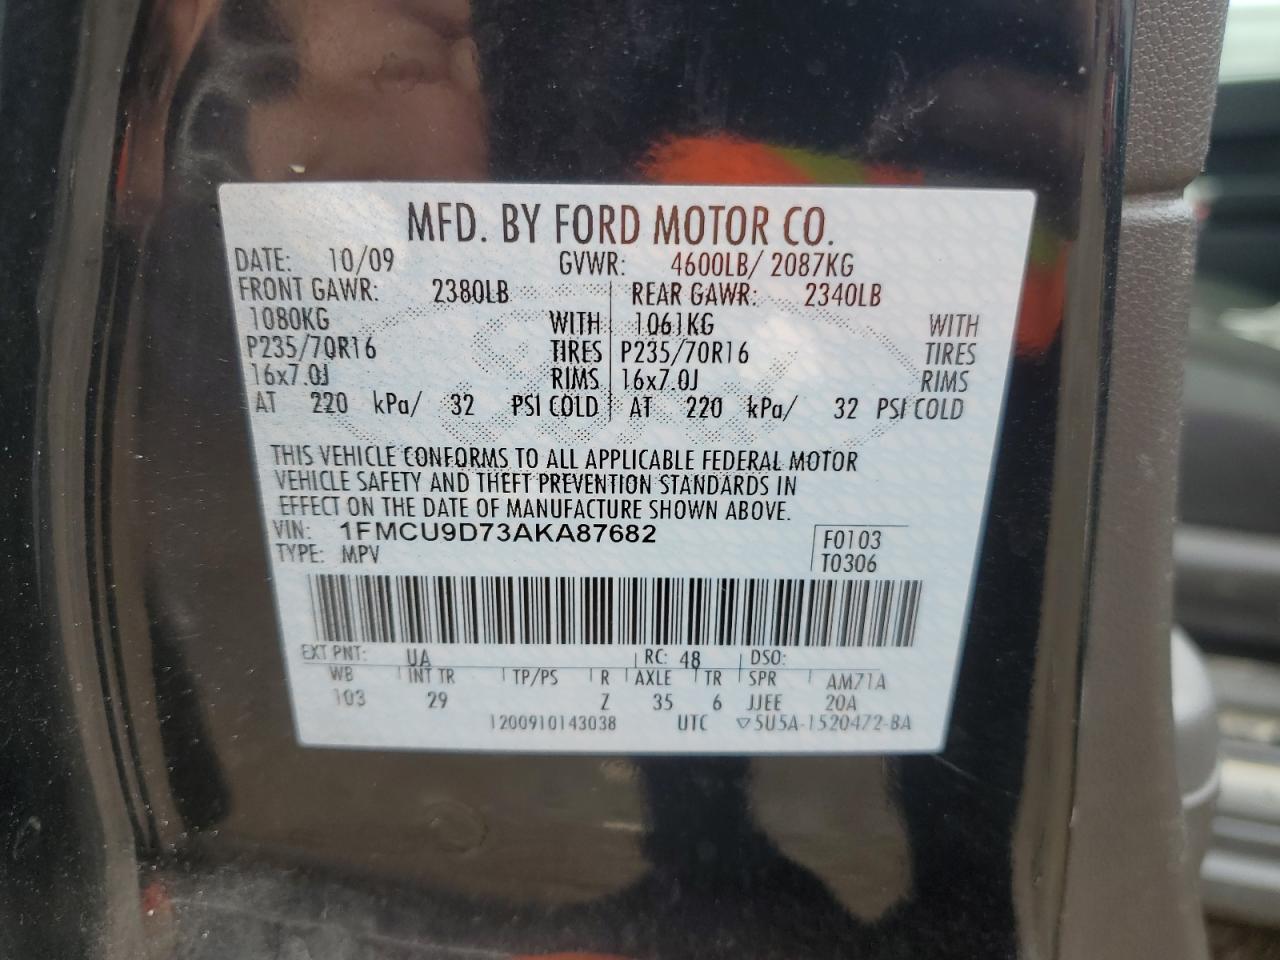 MFD. BY FORD MOTOR CO.
DATE: 10/09 GVWR: 4600LB/ 2087KG
FRONT GAWR: 2380LB REAR GAWR: 2340LB
1080KG WITH 1061KG WITH
P235/70R16 TIRES P235/70R16 TIRES
16x7.0J RIMS 16x7.0J RIMS
AT 220 kPa/ 32 PSI COLD AT 220 kPa/ 32 PSI COLD
THIS VEHICLE CONFORMS TO ALL APPLICABLE FEDERAL MOTOR
VEHICLE SAFETY AND THEFT PREVENTION STANDARDS IN
EFFECT ON THE DATE OF MANUFACTURE SHOWN ABOVE.
VIN: 1FMCU9D73AKA87682 F0103
TYPE: MPV T0306
EXT PNT: UA RC: 48 DSO:
WB INT TR TP/PS R AXLE TR SPR AM71A
103 29 Z 35 6 JJEE 20A
1200910143038 UTC ▽5U5A-1520472-BA